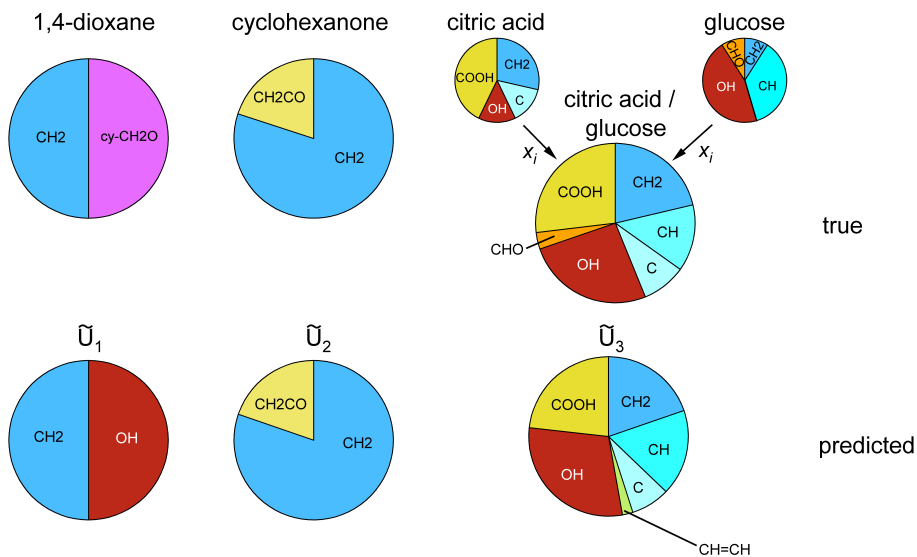 1,4-dioxane
cyclohexanone
citric acid
glucose
CH2
cy-CH2O
CH2CO
CH2
COOH
CH2
C
OH
CHO
CH2
CH
OH
citric acid /
glucose
xi
xi
COOH
CH2
CH
C
OH
CHO
true
Ũ1
Ũ2
Ũ3
CH2
OH
CH2CO
CH2
COOH
CH2
CH
C
OH
CH=CH
predicted